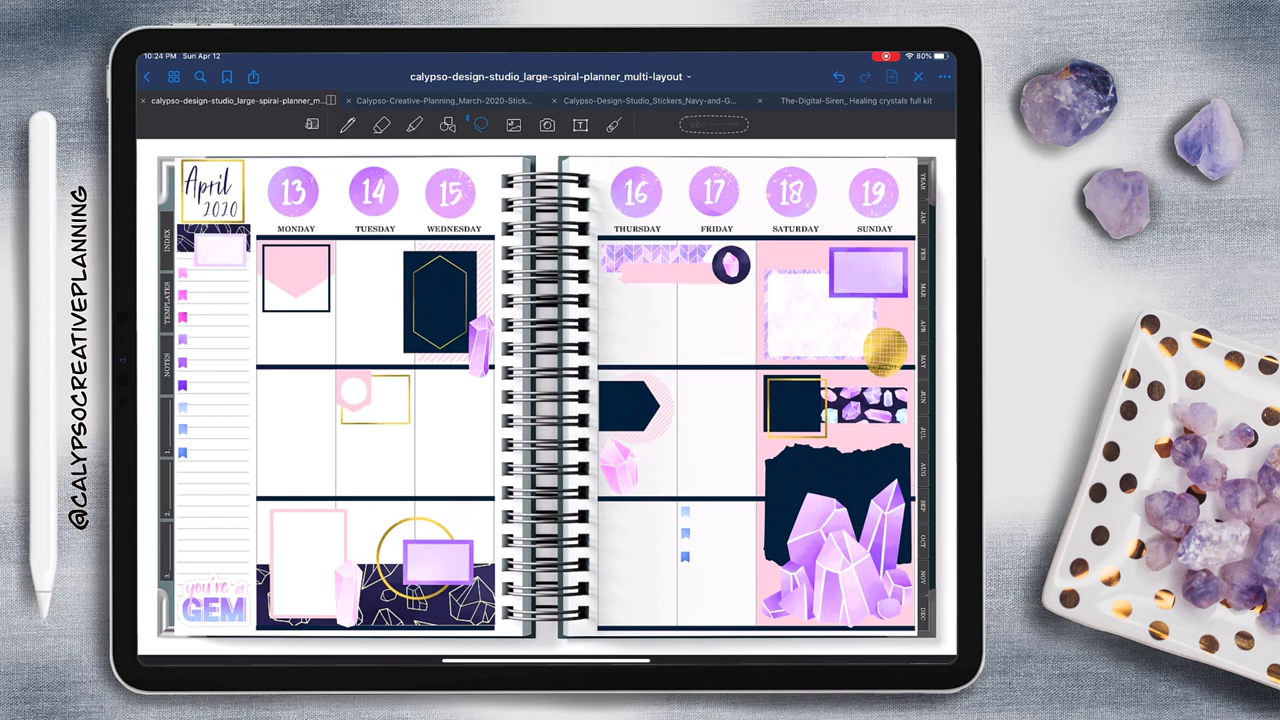 10:24 PM Sun Apr 12
80%
calypso-design-studio_large-spiral-planner_multi-layout
calypso-design-studio_large-spiral-planner_m...
Calypso-Creative-Planning_March-2020-Stick...
Calypso-Design-Studio_Stickers_Navy-and-G...
The-Digital-Siren_ Healing crystals full kit
April
2020
13
14
15
16
17
18
19
MONDAY
TUESDAY
WEDNESDAY
THURSDAY
FRIDAY
SATURDAY
SUNDAY
INDEX
TEMPLATES
NOTES
1.
2.
3.
YEAR
JAN
FEB
MAR
APR
MAY
JUN
JUL
AUG
SEP
OCT
NOV
DEC
you're a
GEM
@CALYPSOCREATIVEPLANNING